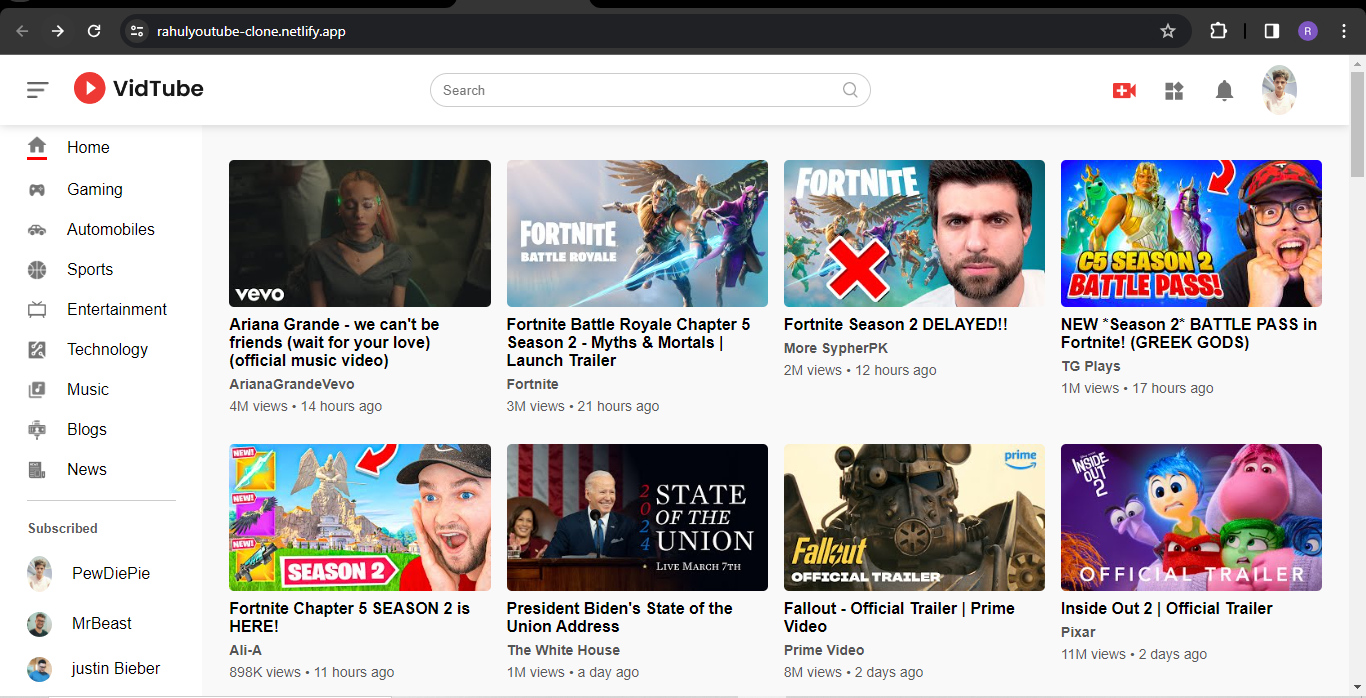 rahulyoutube-clone.netlify.app
R
VidTube
Search
Home
Gaming
Automobiles
Sports
Entertainment
Technology
Music
Blogs
News
Subscribed
PewDiePie
MrBeast
justin Bieber
vevo
Ariana Grande - we can't be
friends (wait for your love)
(official music video)
ArianaGrandeVevo
4M views • 14 hours ago
FORTNITE
BATTLE ROYALE
Fortnite Battle Royale Chapter 5
Season 2 - Myths & Mortals |
Launch Trailer
Fortnite
3M views • 21 hours ago
FORTNITE
Fortnite Season 2 DELAYED!!
More SypherPK
2M views • 12 hours ago
C5 SEASON 2
BATTLE PASS!
NEW *Season 2* BATTLE PASS in
Fortnite! (GREEK GODS)
TG Plays
1M views • 17 hours ago
NEW!
NEW!
NEW!
SEASON 2
Fortnite Chapter 5 SEASON 2 is
HERE!
Ali-A
898K views • 11 hours ago
2024
STATE
OF THE
UNION
LIVE MARCH 7TH
President Biden's State of the
Union Address
The White House
1M views • a day ago
prime
Fallout
OFFICIAL TRAILER
Fallout - Official Trailer | Prime
Video
Prime Video
8M views • 2 days ago
INSIDE
OUT 2
OFFICIAL TRAILER
Inside Out 2 | Official Trailer
Pixar
11M views • 2 days ago